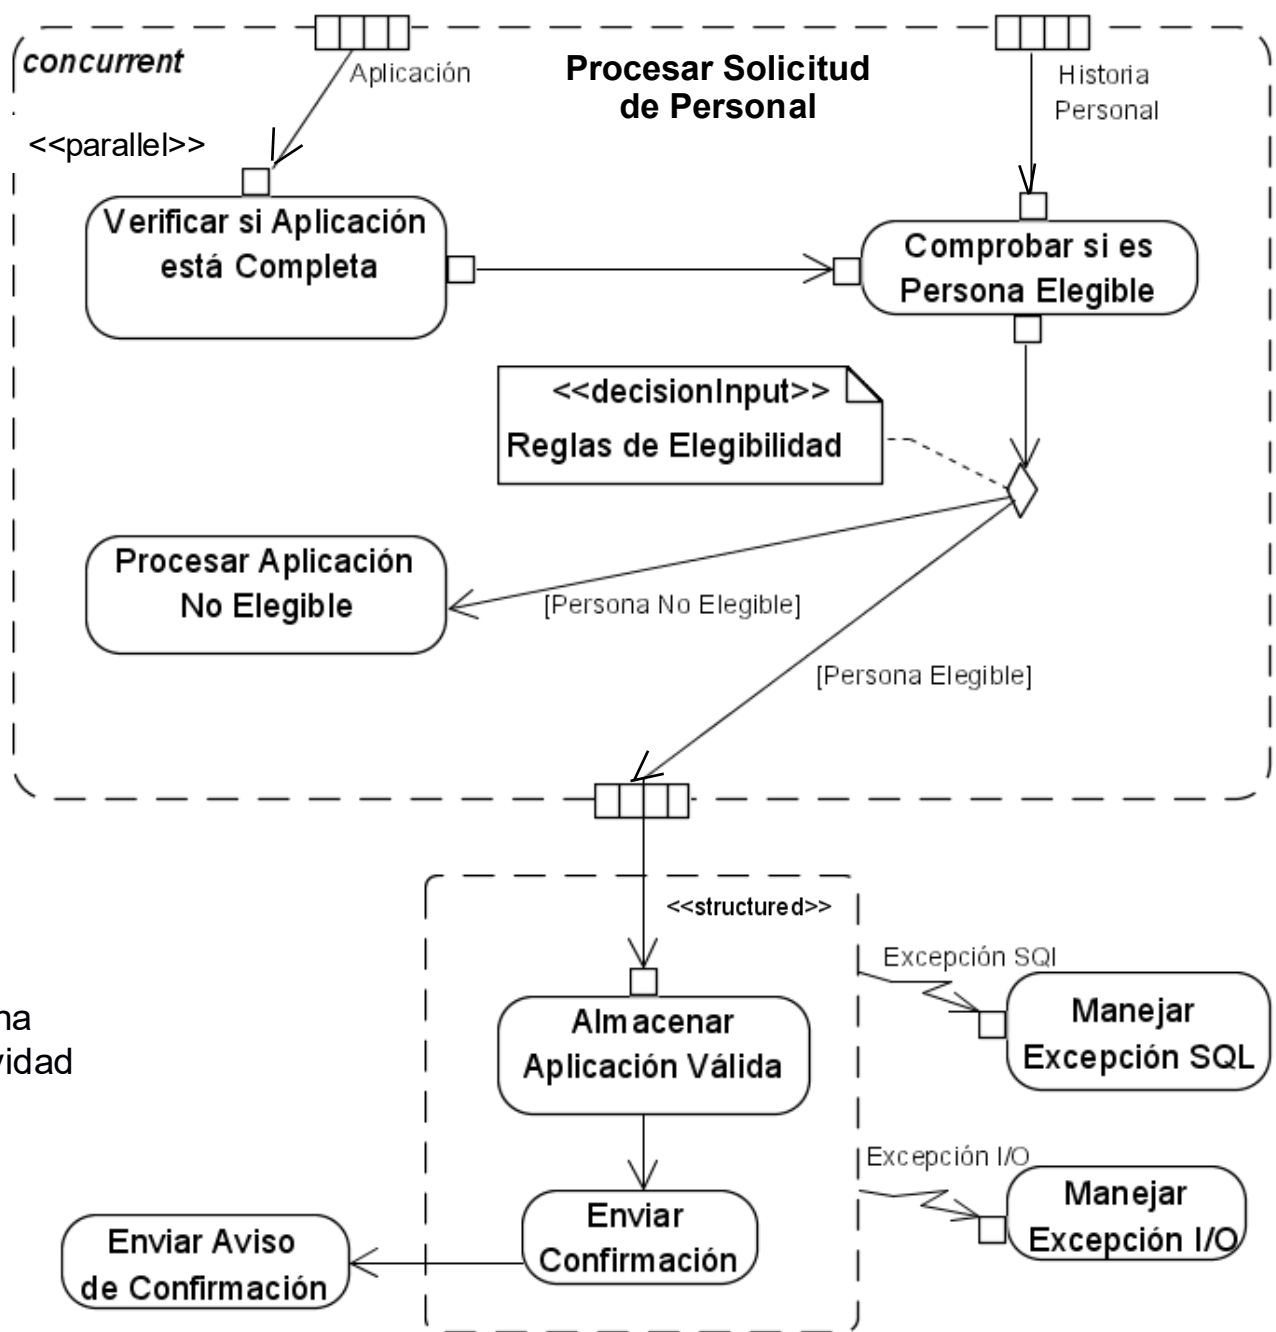 concurrent
Aplicación
Procesar Solicitud
de Personal
Historia
Personal
<<parallel>>
Verificar si Aplicación
está Completa
Comprobar si es
Persona Elegible
<<decisionInput>>
Reglas de Elegibilidad
Procesar Aplicación
No Elegible
[Persona No Elegible]
[Persona Elegible]
<<structured>>
Excepción SQl
Manejar
Excepción SQL
na
vidad
Almacenar
Aplicación Válida
Excepción I/O
Manejar
Excepción I/O
Enviar
Confirmación
Enviar Aviso
de Confirmación